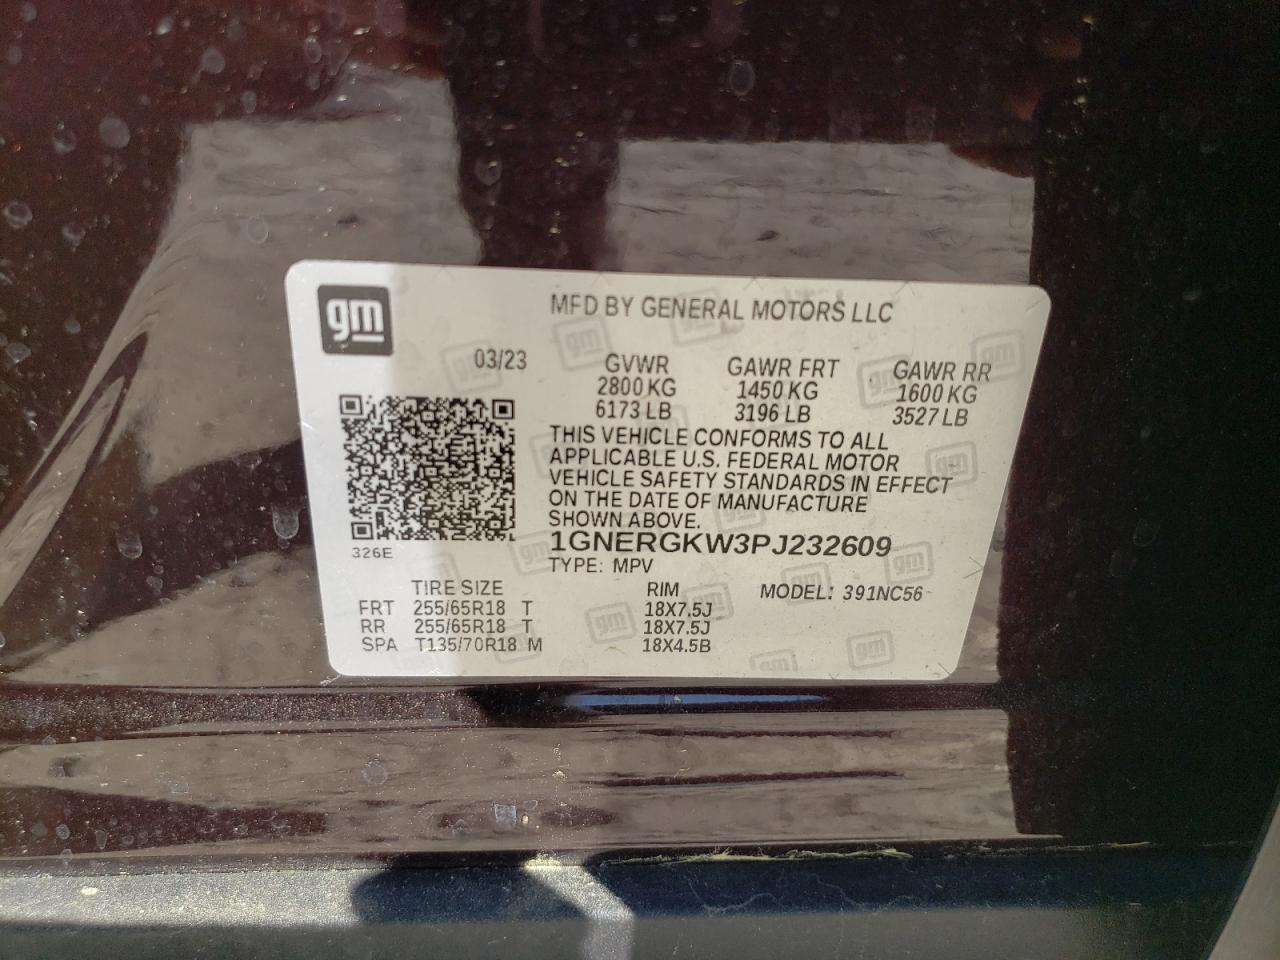 gm
MFD BY GENERAL MOTORS LLC
03/23 GVWR GAWR FRT GAWR RR
2800 KG 1450 KG 1600 KG
6173 LB 3196 LB 3527 LB
THIS VEHICLE CONFORMS TO ALL
APPLICABLE U.S. FEDERAL MOTOR
VEHICLE SAFETY STANDARDS IN EFFECT
ON THE DATE OF MANUFACTURE
SHOWN ABOVE.
326E
1GNERGKW3PJ232609
TYPE: MPV
TIRE SIZE RIM MODEL: 391NC56
FRT 255/65R18 T 18X7.5J
RR 255/65R18 T 18X7.5J
SPA T135/70R18 M 18X4.5B